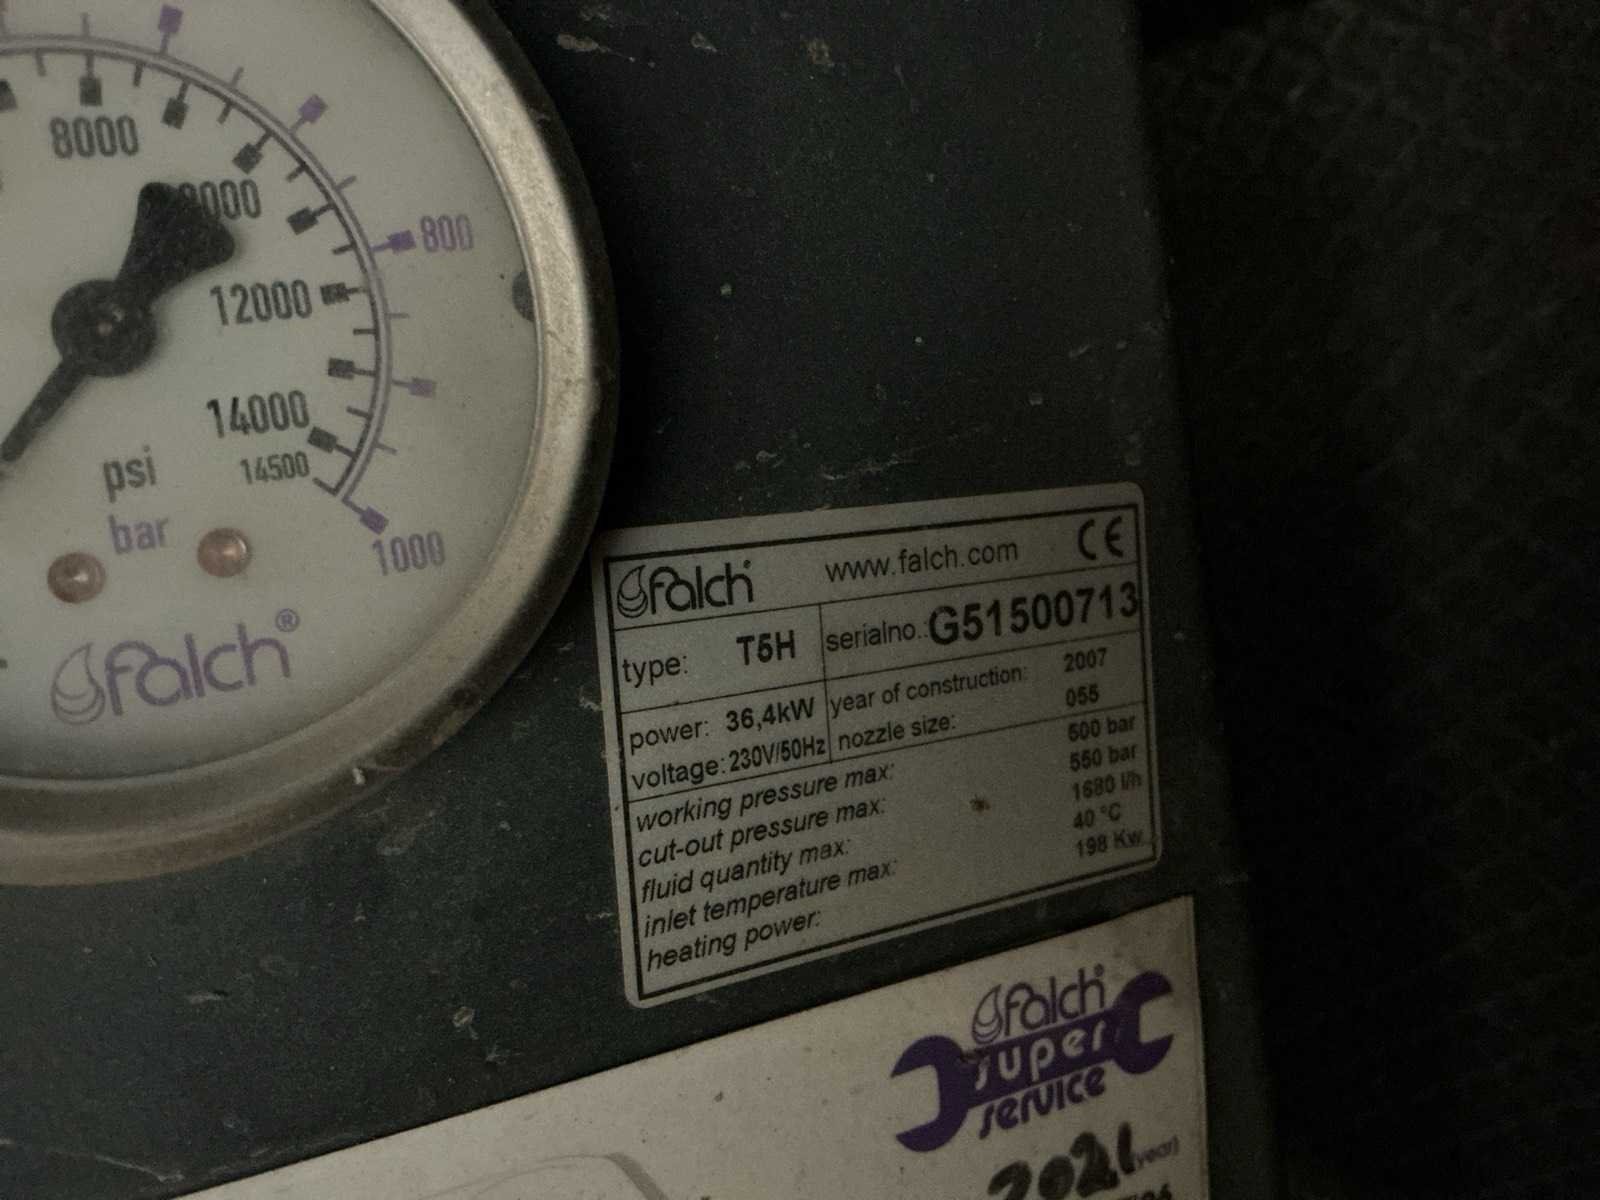 8000
12000
800
14000
14500
psi
bar
1000
falch®
falch www.falch.com CE
type: T5H serialno.: G51500713
power: 36,4kW year of construction: 2007
voltage: 230V/50Hz nozzle size: 055
working pressure max: 500 bar
cut-out pressure max: 550 bar
fluid quantity max: 1680 l/h
inlet temperature max: 40 °C
heating power: 198 Kw
falch
super
service
2021 (year)